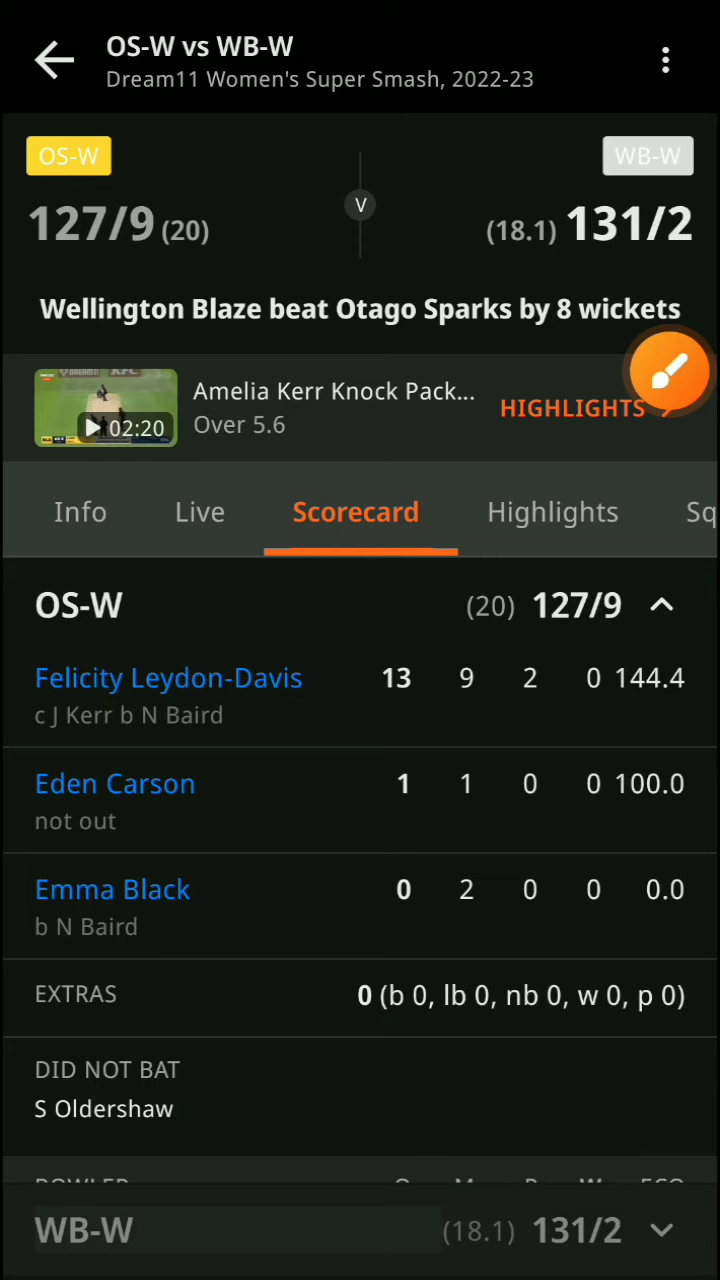 OS-W vs WB-W
Dream11 Women's Super Smash, 2022-23
OS-W
V
WB-W
127/9 (20)
(18.1) 131/2
Wellington Blaze beat Otago Sparks by 8 wickets
Amelia Kerr Knock Pack...
Over 5.6
02:20
HIGHLIGHTS
Info Live Scorecard Highlights Sq
OS-W (20) 127/9
Felicity Leydon-Davis 13 9 2 0 144.4
c J Kerr b N Baird
Eden Carson 1 1 0 0 100.0
not out
Emma Black 0 2 0 0 0.0
b N Baird
EXTRAS 0 (b 0, lb 0, nb 0, w 0, p 0)
DID NOT BAT
S Oldershaw
WB-W (18.1) 131/2